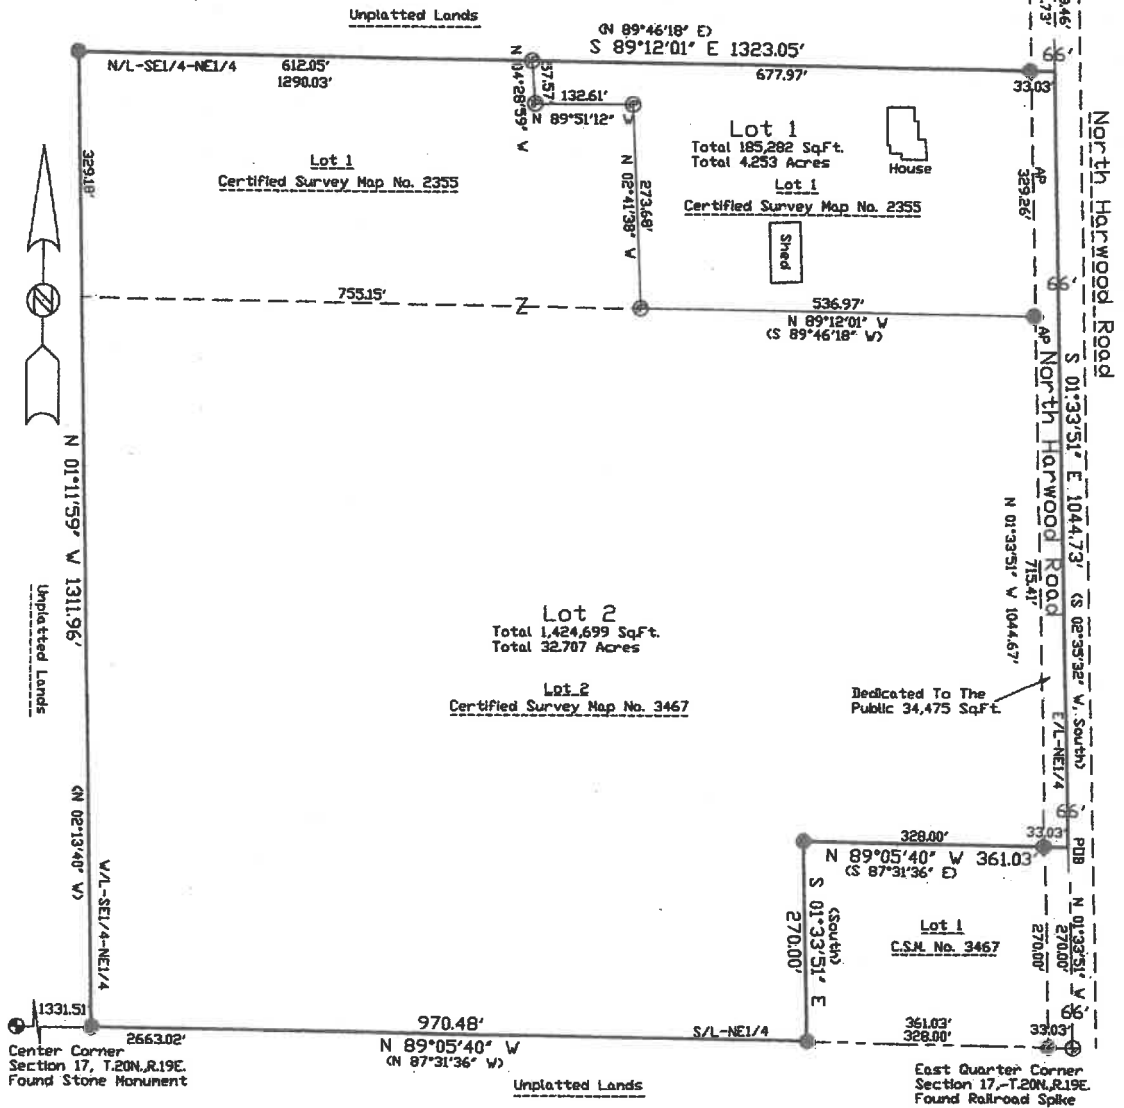 Unplatted Lands
(N 89°46'18" E)
S 89°12'01" E 1323.05'
N/L-SE1/4-NE1/4
612.05'
1290.03'
677.97'
33.03'
66'
N 04°28'59" W
57.57'
132.61'
N 89°51'12" W
N 02°41'38" W
273.68'
Lot 1
Total 185,282 Sq.Ft.
Total 4.253 Acres
Lot 1
Certified Survey Map No. 2355
House
Shed
Lot 1
Certified Survey Map No. 2355
329.18'
AP
329.26'
North Harwood Road
66'
N
755.15'
Z
536.97'
N 89°12'01" W
(S 89°46'18" W)
AP
North Harwood Road
S 01°33'51" E 1044.73' (S 02°35'32" W, South)
N 01°11'59" W 1311.96'
(N 02°13'40" W)
Unplatted Lands
W/L-SE1/4-NE1/4
N 01°33'51" W 1044.67'
715.41'
Lot 2
Total 1,424,699 Sq.Ft.
Total 32.707 Acres
Lot 2
Certified Survey Map No. 3467
Dedicated To The
Public 34,475 Sq.Ft.
E/L-NE1/4
66'
328.00'
33.03'
N 89°05'40" W 361.03'
(S 87°31'36" E)
POB
S 01°33'51" E
(South)
270.00'
Lot 1
C.S.M. No. 3467
270.00'
270.00'
N 01°33'51" W
66'
1331.51'
2663.02'
970.48'
N 89°05'40" W
(N 87°31'36" W)
S/L-NE1/4
361.03'
328.00'
33.03'
Center Corner
Section 17, T.20N.,R.19E.
Found Stone Monument
Unplatted Lands
East Quarter Corner
Section 17,-T.20N.,R.19E.
Found Railroad Spike